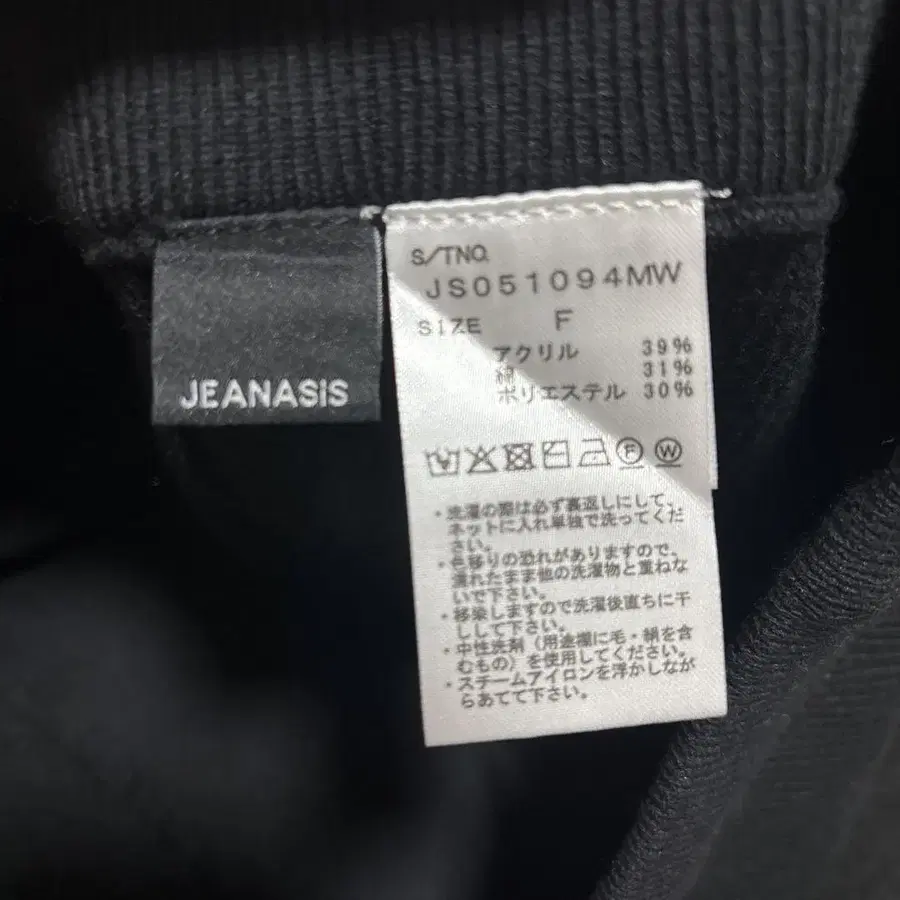 JEANASIS
S/TNO.
JS051094MW
SIZE F
アクリル 39%
綿 31%
ポリエステル 30%
F W
・洗濯の際は必ず裏返しにして、
ネットに入れ単独で洗ってくだ
さい。
・色移りの恐れがありますので、
濡れたまま他の洗濯物と重ねな
いで下さい。
・移染しますので洗濯後直ちに干
しして下さい。
・中性洗剤（用途欄に毛・絹を含
むもの）を使用してください。
・スチームアイロンを浮かしなが
らあてて下さい。